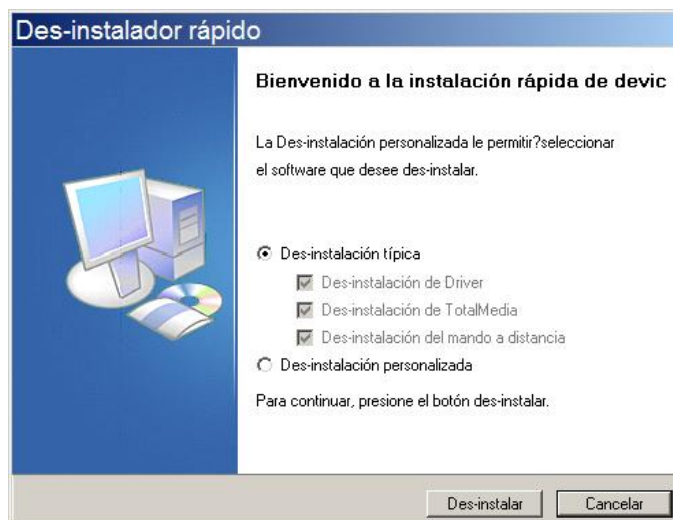 Des-instalador rápido
Bienvenido a la instalación rápida de devic
La Des-instalación personalizada le permitir?seleccionar
el software que desee des-instalar.
Des-instalación típica
Des-instalación de Driver
Des-instalación de TotalMedia
Des-instalación del mando a distancia
Des-instalación personalizada
Para continuar, presione el botón des-instalar.
Des-instalar Cancelar